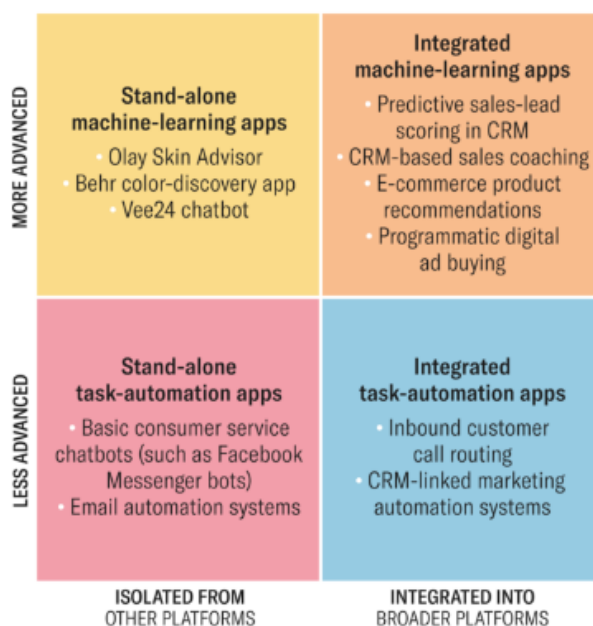 MORE ADVANCED
Stand-alone
machine-learning apps
• Olay Skin Advisor
• Behr color-discovery app
• Vee24 chatbot
Integrated
machine-learning apps
• Predictive sales-lead
scoring in CRM
• CRM-based sales coaching
• E-commerce product
recommendations
• Programmatic digital
ad buying
LESS ADVANCED
Stand-alone
task-automation apps
• Basic consumer service
chatbots (such as Facebook
Messenger bots)
• Email automation systems
Integrated
task-automation apps
• Inbound customer
call routing
• CRM-linked marketing
automation systems
ISOLATED FROM
OTHER PLATFORMS
INTEGRATED INTO
BROADER PLATFORMS